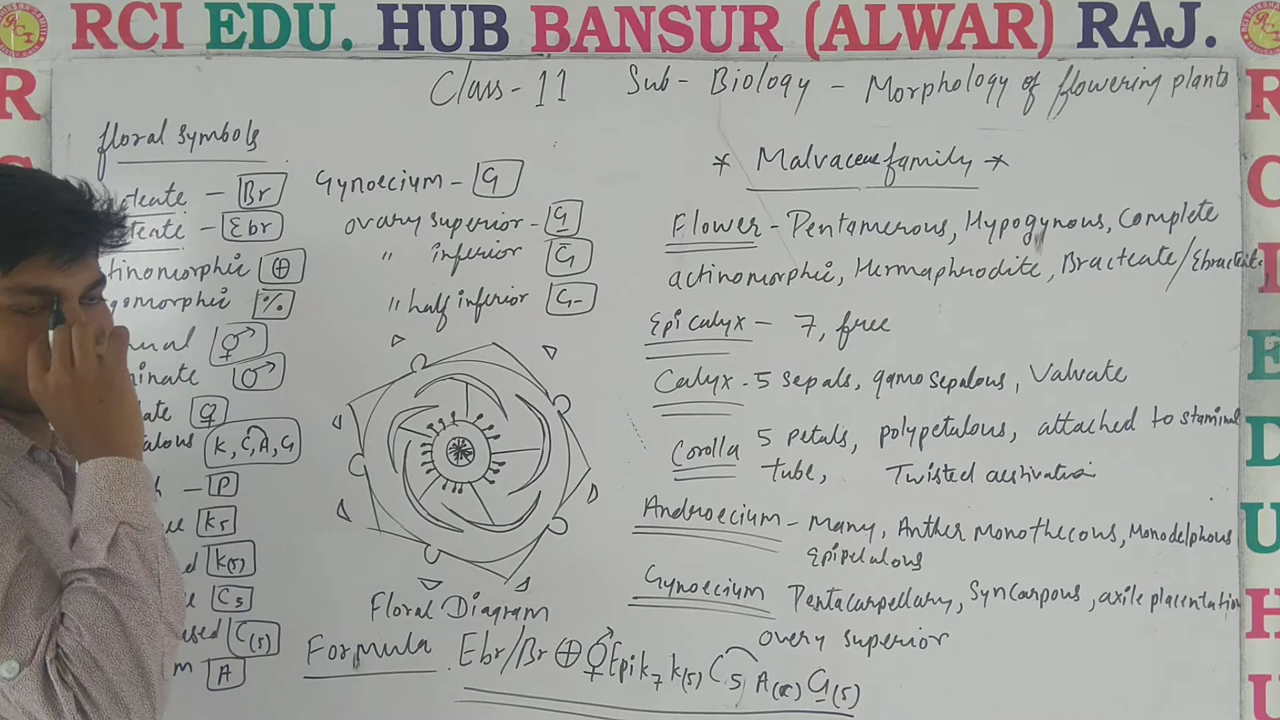 RCI EDU. HUB BANSUR (ALWAR) RAJ.
Class - 11 Sub - Biology - Morphology of flowering plants
floral symbols
- Br
- Ebr
⊕
%
⚥
♂
♀
K, C, A, G
- P
K5
K(5)
C5
C(5)
A
Gynoecium - G
ovary superior - G
" inferior G
" half inferior G-
Floral Diagram
* Malvaceae family *
Flower - Pentamerous, Hypogynous, Complete
actinomorphic, Hermaphrodite, Bracteate/Ebracteate,
Epicalyx - 7, free
Calyx - 5 sepals, gamosepalous, Valvate
Corolla 5 petals, polypetalous, attached to staminal
tube, Twisted aestivation
Androecium - Many, Anther Monothecous, Monodelphous
Epipetalous
Gynoecium Pentacarpellary, Syncarpous, axile placentation
overy superior
Formula Ebr/Br ⊕ ⚥ Epik7 K(5) C5 A(∝) G(5)